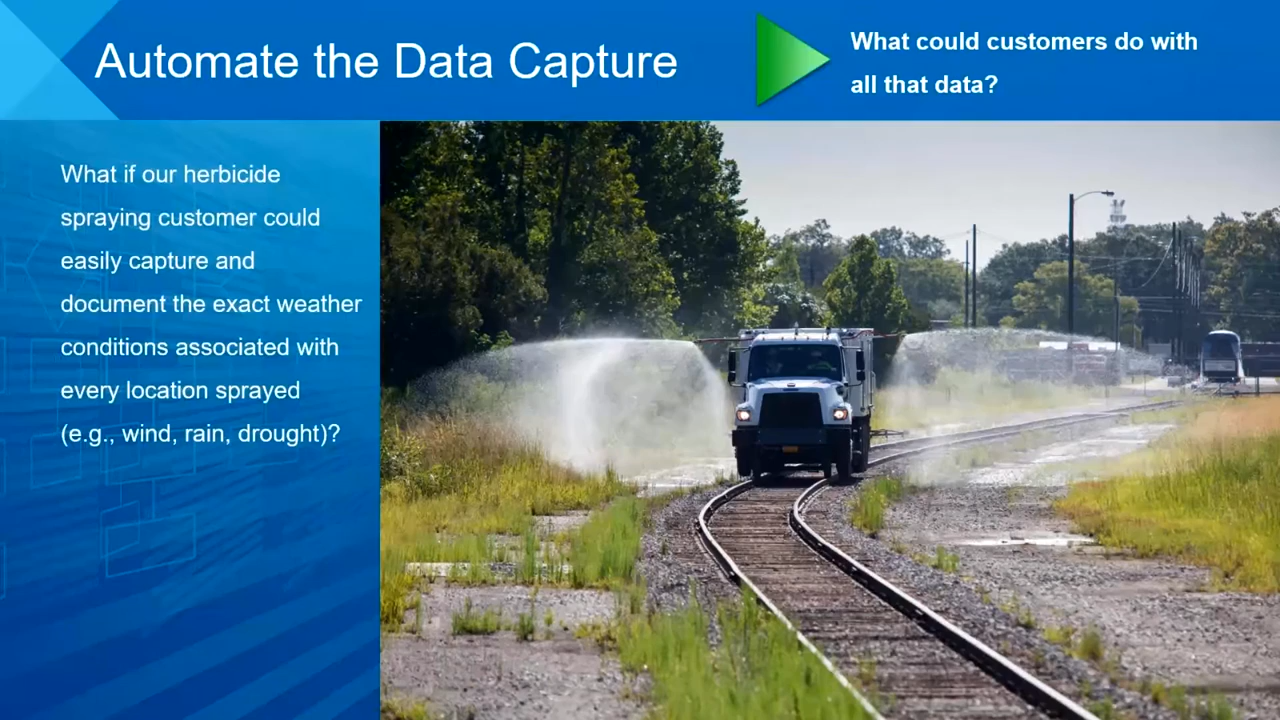 Automate the Data Capture
What could customers do with
all that data?
What if our herbicide
spraying customer could
easily capture and
document the exact weather
conditions associated with
every location sprayed
(e.g., wind, rain, drought)?